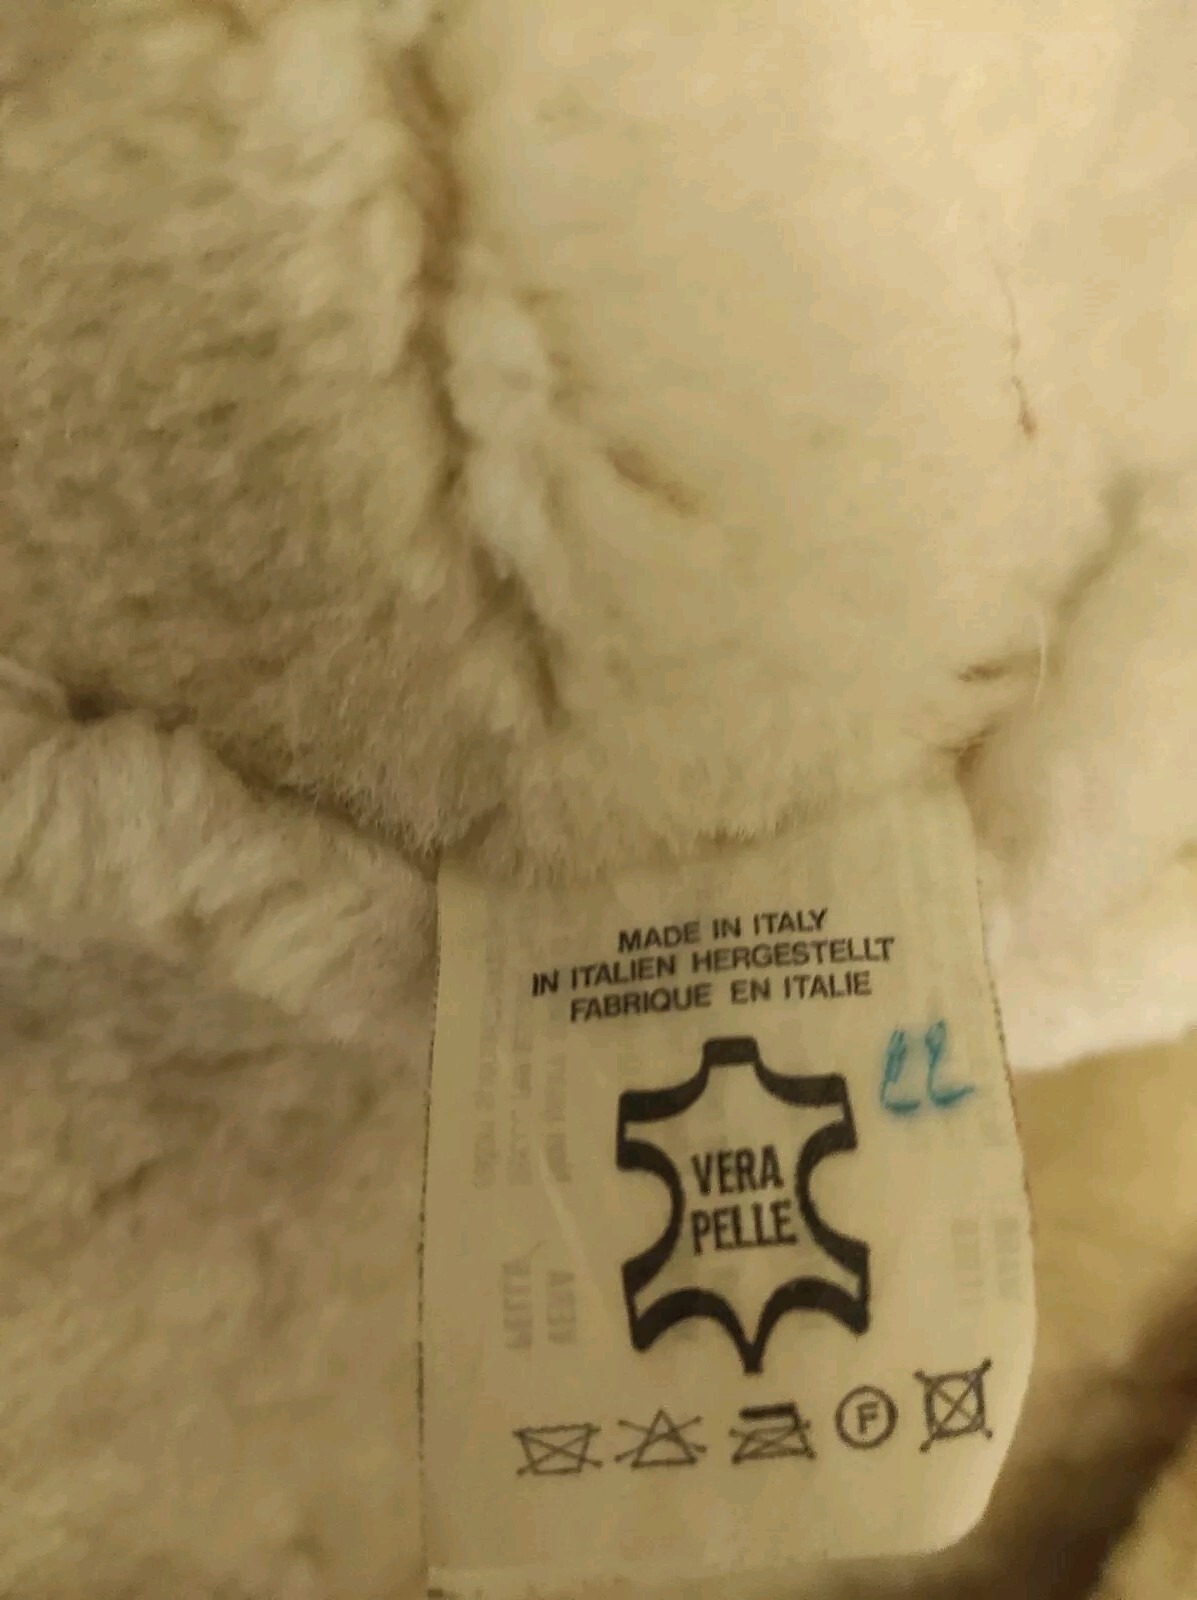 MADE IN ITALY
IN ITALIEN HERGESTELLT
FABRIQUE EN ITALIE
VERA
PELLE
F